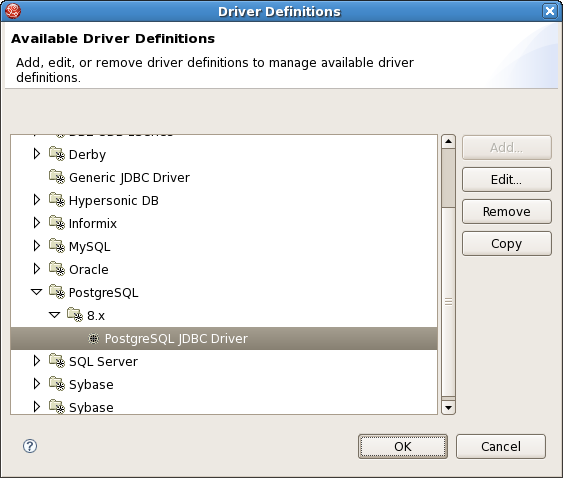 Driver Definitions
Available Driver Definitions
Add, edit, or remove driver definitions to manage available driver
definitions.
Derby
Generic JDBC Driver
Hypersonic DB
Informix
MySQL
Oracle
PostgreSQL
8.x
PostgreSQL JDBC Driver
SQL Server
Sybase
Sybase
Add...
Edit...
Remove
Copy
?
OK
Cancel